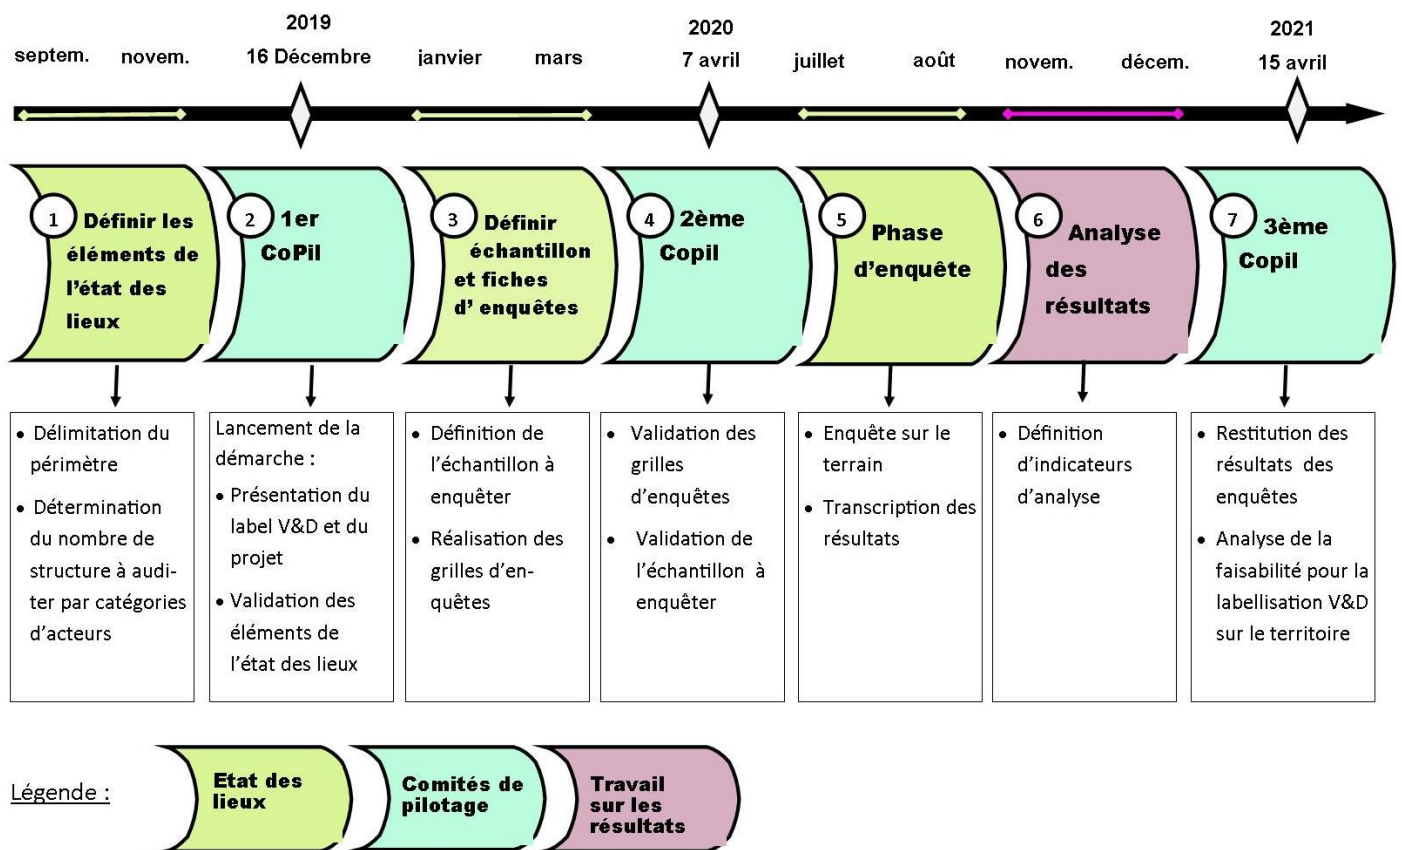 2019
2020
2021
septem.
novem.
16 Décembre
janvier
mars
7 avril
juillet
août
novem.
décem.
15 avril
1
Définir les
éléments de
l'état des
lieux
2
1er
CoPil
3
Définir
échantillon
et fiches
d' enquêtes
4
2ème
Copil
5
Phase
d'enquête
6
Analyse
des
résultats
7
3ème
Copil
• Délimitation du
périmètre
• Détermination
du nombre de
structure à audi-
ter par catégories
d'acteurs
Lancement de la
démarche :
• Présentation du
label V&D et du
projet
• Validation des
éléments de
l'état des lieux
• Définition de
l'échantillon à
enquêter
• Réalisation des
grilles d'en-
quêtes
• Validation des
grilles
d'enquêtes
• Validation de
l'échantillon à
enquêter
• Enquête sur le
terrain
• Transcription des
résultats
• Définition
d'indicateurs
d'analyse
• Restitution des
résultats des
enquêtes
• Analyse de la
faisabilité pour la
labellisation V&D
sur le territoire
Légende :
Etat des
lieux
Comités de
pilotage
Travail
sur les
résultats